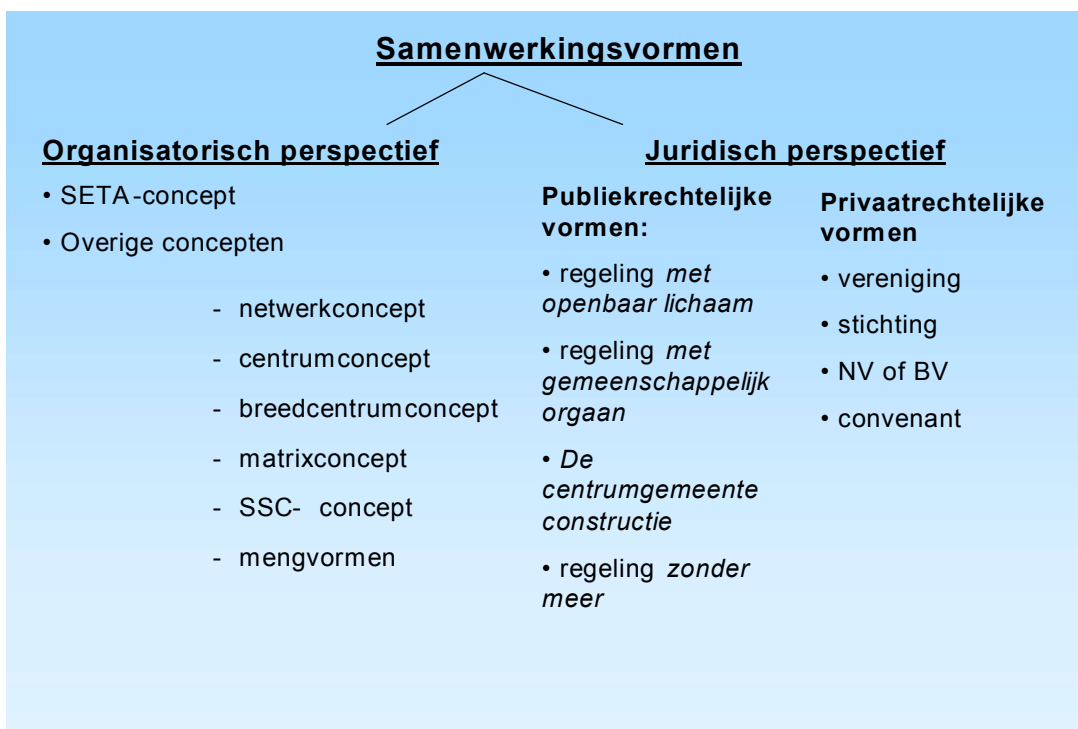 Samenwerkingsvormen
Organisatorisch perspectief
• SETA-concept
• Overige concepten
- netwerkconcept
- centrumconcept
- breedcentrumconcept
- matrixconcept
- SSC- concept
- mengvormen
Juridisch perspectief
Publiekrechtelijke
vormen:
• regeling met
openbaar lichaam
• regeling met
gemeenschappelijk
orgaan
• De
centrumgemeente
constructie
• regeling zonder
meer
Privaatrechtelijke
vormen
• vereniging
• stichting
• NV of BV
• convenant